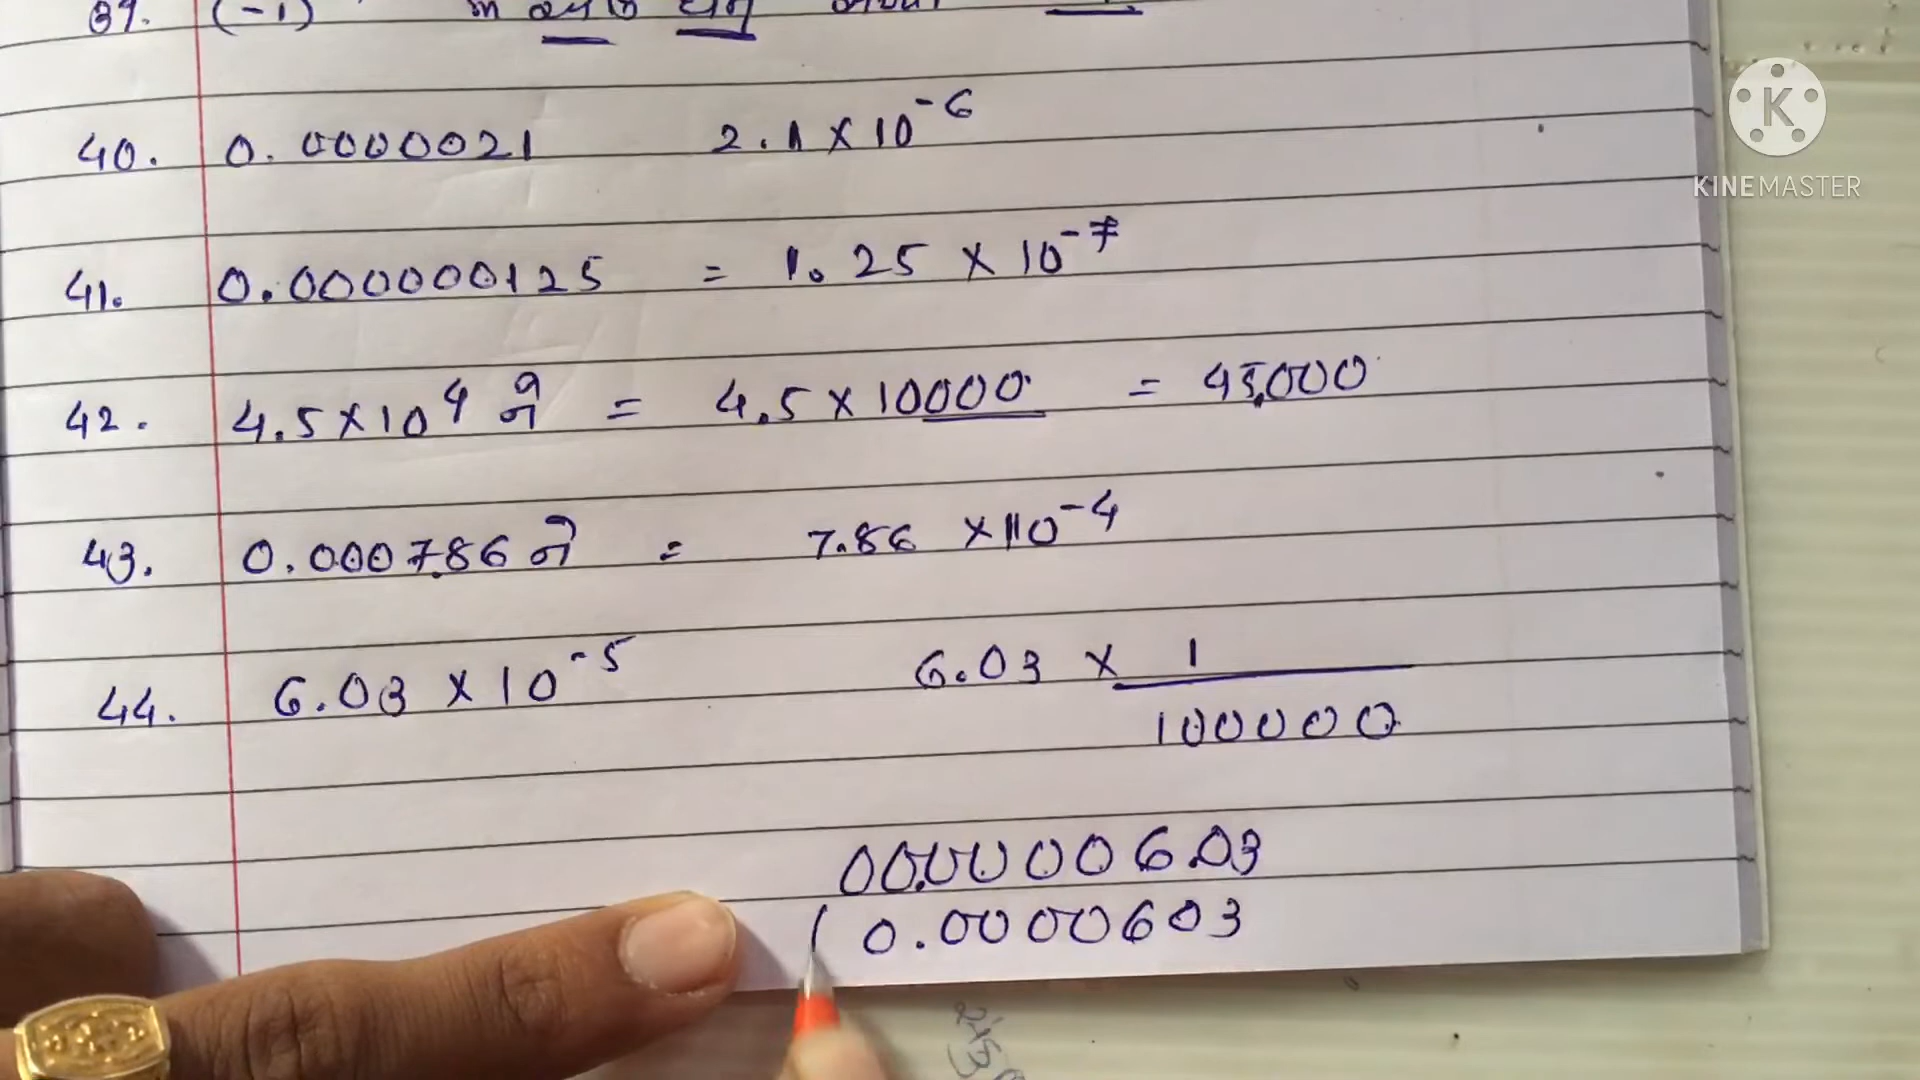 39. (-1)
40. 0.0000021 2.1 × 10⁻⁶
41. 0.000000125 = 1.25 × 10⁻⁷
42. 4.5 × 10⁴ ને = 4.5 × 10000 = 45,000
43. 0.000786 ને = 7.86 × 10⁻⁴
44. 6.03 × 10⁻⁵ 6.03 × 1
100000
00.00006.03
0.0000603
K
KINEMASTER